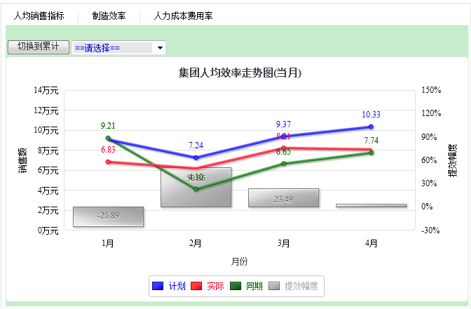 人均销售指标 制造效率 人力成本费用率
切换到累计 ==请选择==
集团人均效率走势图(当月)
14万元 150%
12万元 120%
10万元 90%
8万元 60%
6万元 30%
4万元 0%
2万元 -30%
0万元
销售额
提效幅度
9.21 7.24 9.37 10.33
6.83 8.21 7.74
6.63
-25.89 23.49
1月 2月 3月 4月
月份
计划 实际 同期 提效幅度